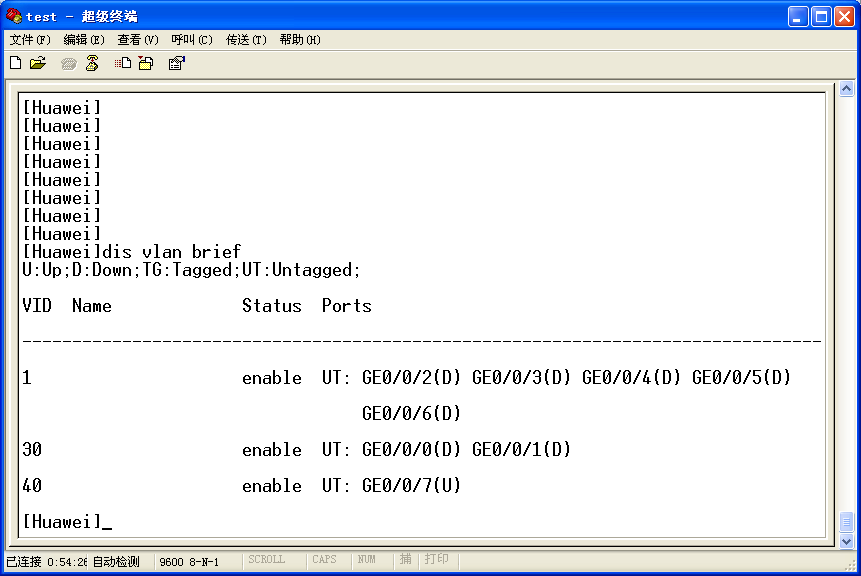 test - 超级终端
文件(F) 编辑(E) 查看(V) 呼叫(C) 传送(T) 帮助(H)
[Huawei]
[Huawei]
[Huawei]
[Huawei]
[Huawei]
[Huawei]
[Huawei]
[Huawei]
[Huawei]dis vlan brief
U:Up;D:Down;TG:Tagged;UT:Untagged;
VID Name Status Ports
--------------------------------------------------------------------------------
1 enable UT: GE0/0/2(D) GE0/0/3(D) GE0/0/4(D) GE0/0/5(D)
GE0/0/6(D)
30 enable UT: GE0/0/0(D) GE0/0/1(D)
40 enable UT: GE0/0/7(U)
[Huawei]_
已连接 0:54:26 自动检测 9600 8-N-1 SCROLL CAPS NUM 捕 打印